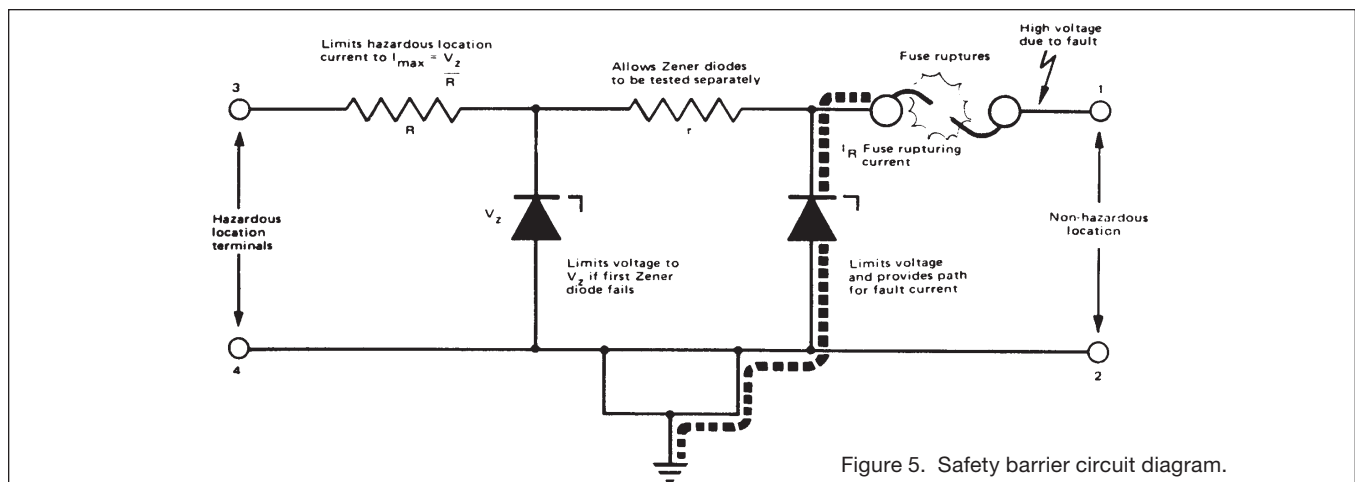 High voltage
due to fault
Limits hazardous location
current to Imax = Vz
R
Fuse ruptures
Allows Zener diodes
to be tested separately
3
1
R
r
IR Fuse rupturing
current
Vz
Hazardous
location
terminals
Non-hazardous
location
Limits voltage to
Vz if first Zener
diode fails
Limits voltage
and provides path
for fault current
4
2
Figure 5. Safety barrier circuit diagram.